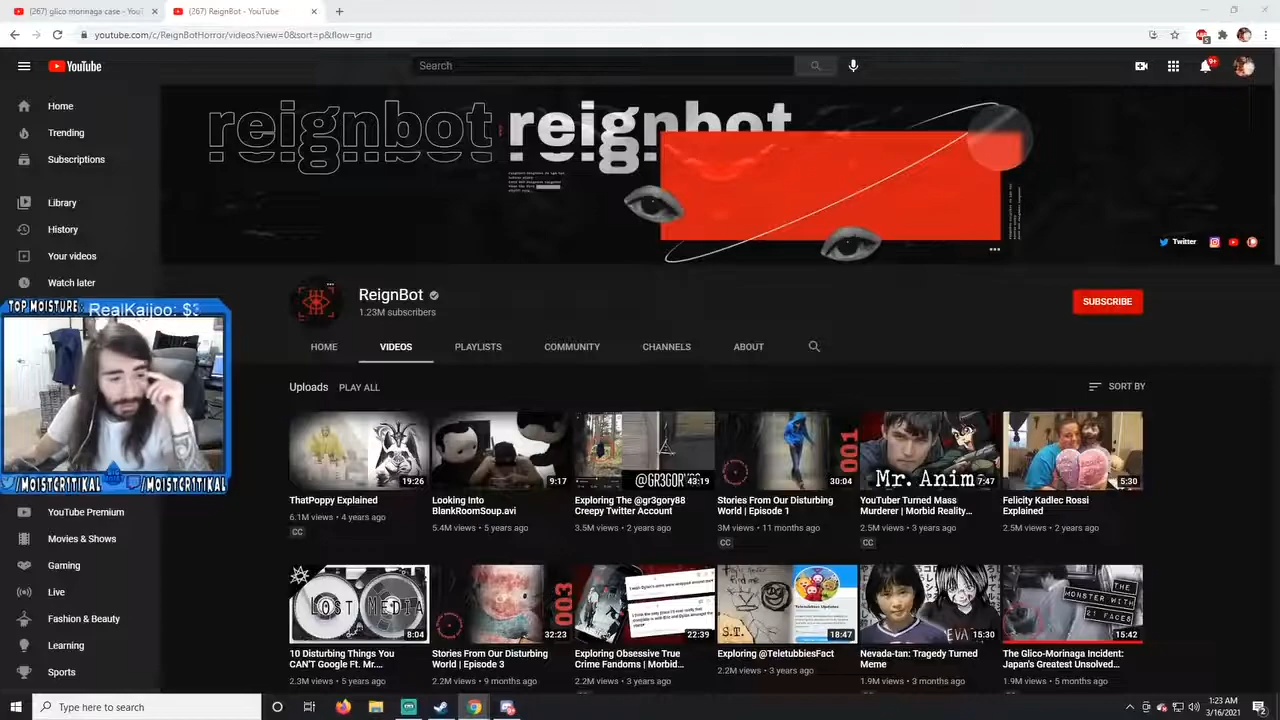 (267) glico morinaga case - YouT
(267) ReignBot - YouTube
youtube.com/c/ReignBotHorror/videos?view=0&sort=p&flow=grid
YouTube
Search
9+
Home
Trending
Subscriptions
Library
History
Your videos
Watch later
reignbot reignbot
Twitter
ReignBot
1.23M subscribers
SUBSCRIBE
HOME
VIDEOS
PLAYLISTS
COMMUNITY
CHANNELS
ABOUT
Uploads
PLAY ALL
SORT BY
TOP MOISTURE
RealKaijoo: $3
/MOISTCR1TIKAL
/MOISTCR1TIKAL
19:26
9:17
@GR3GORY88
43:19
30:04
001
Mr. Anim
7:47
5:30
ThatPoppy Explained
6.1M views • 4 years ago
CC
Looking Into
BlankRoomSoup.avi
5.4M views • 5 years ago
Exploring The @gr3gory88
Creepy Twitter Account
3.5M views • 2 years ago
Stories From Our Disturbing
World | Episode 1
3M views • 11 months ago
CC
YouTuber Turned Mass
Murderer | Morbid Reality...
2.5M views • 3 years ago
CC
Felicity Kadlec Rossi
Explained
2.5M views • 2 years ago
YouTube Premium
Movies & Shows
Gaming
Live
Fashion & Beauty
Learning
Sports
8:04
003
32:23
22:39
S.T.
Teletubbies Updates
18:47
15:30
MONSTER WITH
FACES
15:42
10 Disturbing Things You
CAN'T Google Ft. Mr....
2.3M views • 5 years ago
Stories From Our Disturbing
World | Episode 3
2.2M views • 9 months ago
Exploring Obsessive True
Crime Fandoms | Morbid...
2.2M views • 3 years ago
Exploring @TeletubbiesFact
2.2M views • 3 years ago
Nevada-tan: Tragedy Turned
Meme
1.9M views • 3 years ago
The Glico-Morinaga Incident:
Japan's Greatest Unsolved...
1.9M views • 5 months ago
Type here to search
1:23 AM
3/16/2021
2